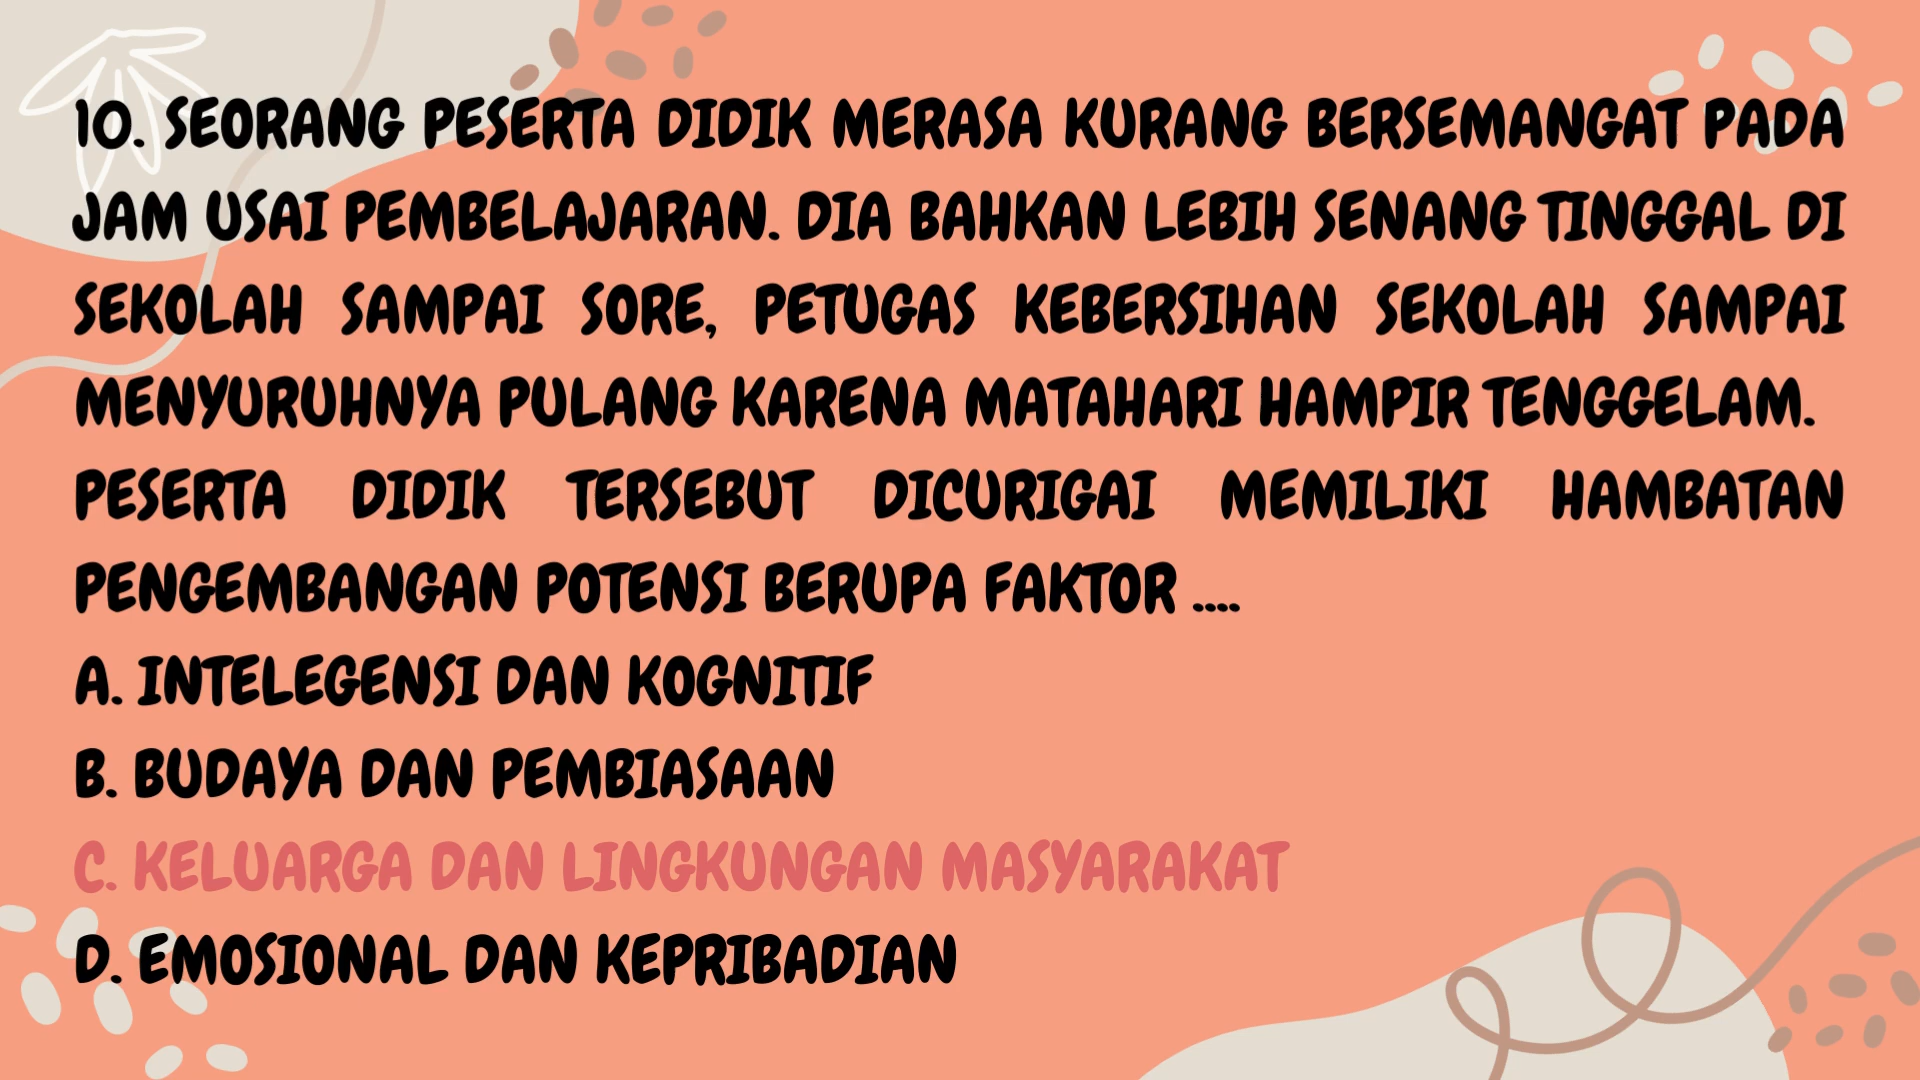 10. SEORANG PESERTA DIDIK MERASA KURANG BERSEMANGAT PADA
JAM USAI PEMBELAJARAN. DIA BAHKAN LEBIH SENANG TINGGAL DI
SEKOLAH SAMPAI SORE, PETUGAS KEBERSIHAN SEKOLAH SAMPAI
MENYURUHNYA PULANG KARENA MATAHARI HAMPIR TENGGELAM.
PESERTA DIDIK TERSEBUT DICURIGAI MEMILIKI HAMBATAN
PENGEMBANGAN POTENSI BERUPA FAKTOR ....
A. INTELEGENSI DAN KOGNITIF
B. BUDAYA DAN PEMBIASAAN
C. KELUARGA DAN LINGKUNGAN MASYARAKAT
D. EMOSIONAL DAN KEPRIBADIAN